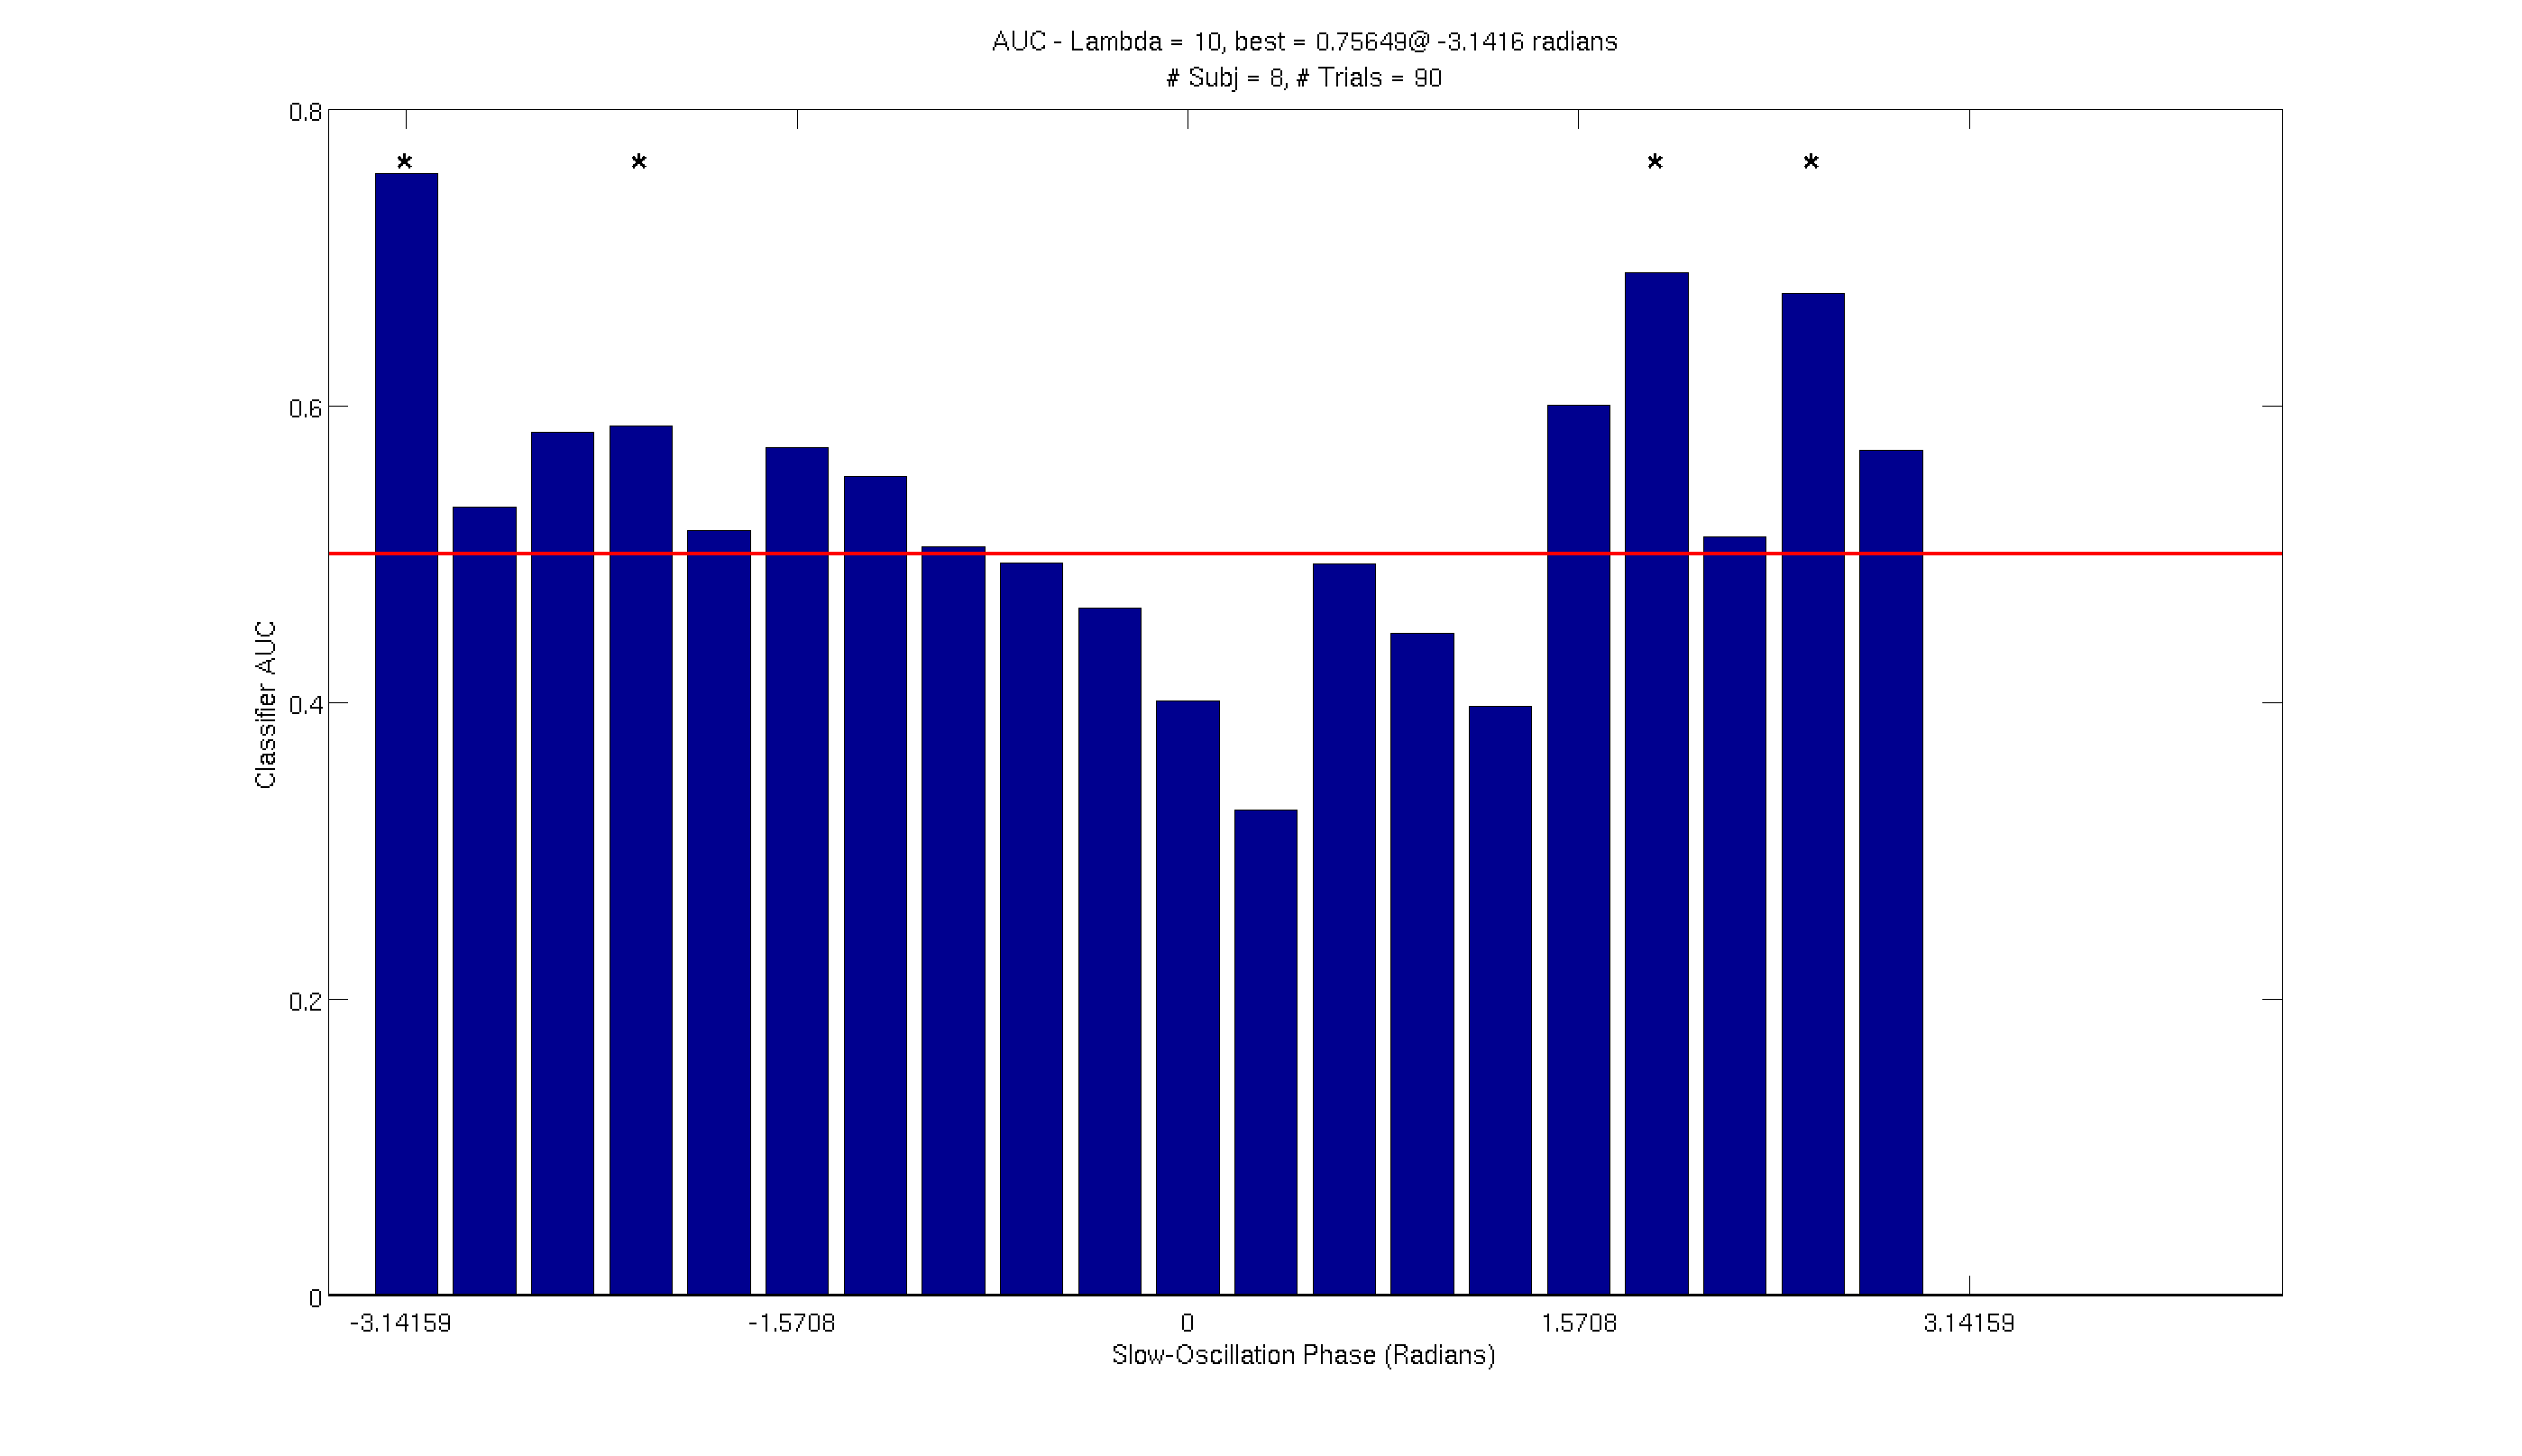 AUC - Lambda = 10, best = 0.75649@ -3.1416 radians
# Subj = 8, # Trials = 90
0.8
* * * *
0.6
0.4
0.2
0
Classifier AUC
-3.14159 -1.5708 0 1.5708 3.14159
Slow-Oscillation Phase (Radians)